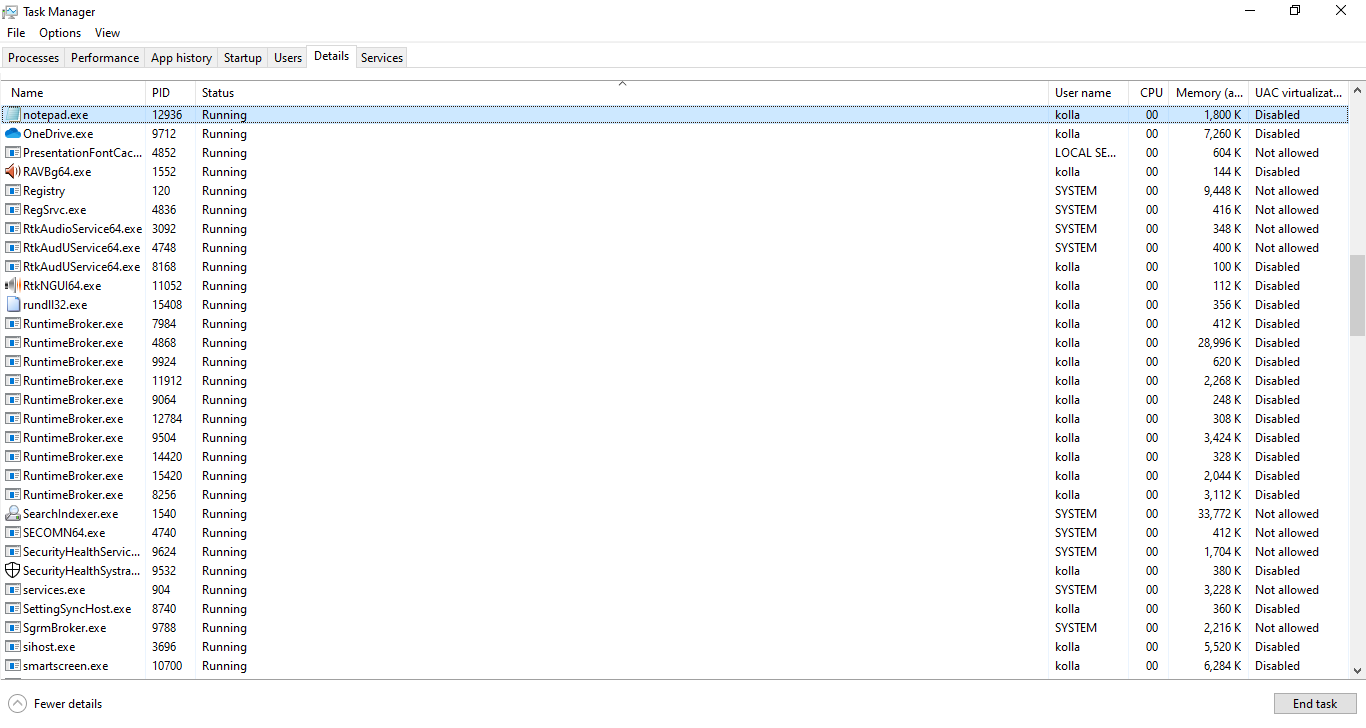 Task Manager
File Options View
Processes Performance App history Startup Users Details Services
Name PID Status User name CPU Memory (a... UAC virtualizat...
notepad.exe 12936 Running kolla 00 1,800 K Disabled
OneDrive.exe 9712 Running kolla 00 7,260 K Disabled
PresentationFontCac... 4852 Running LOCAL SE... 00 604 K Not allowed
RAVBg64.exe 1552 Running kolla 00 144 K Disabled
Registry 120 Running SYSTEM 00 9,448 K Not allowed
RegSrvc.exe 4836 Running SYSTEM 00 416 K Not allowed
RtkAudioService64.exe 3092 Running SYSTEM 00 348 K Not allowed
RtkAudUService64.exe 4748 Running SYSTEM 00 400 K Not allowed
RtkAudUService64.exe 8168 Running kolla 00 100 K Disabled
RtkNGUI64.exe 11052 Running kolla 00 112 K Disabled
rundll32.exe 15408 Running kolla 00 356 K Disabled
RuntimeBroker.exe 7984 Running kolla 00 412 K Disabled
RuntimeBroker.exe 4868 Running kolla 00 28,996 K Disabled
RuntimeBroker.exe 9924 Running kolla 00 620 K Disabled
RuntimeBroker.exe 11912 Running kolla 00 2,268 K Disabled
RuntimeBroker.exe 9064 Running kolla 00 248 K Disabled
RuntimeBroker.exe 12784 Running kolla 00 308 K Disabled
RuntimeBroker.exe 9504 Running kolla 00 3,424 K Disabled
RuntimeBroker.exe 14420 Running kolla 00 328 K Disabled
RuntimeBroker.exe 15420 Running kolla 00 2,044 K Disabled
RuntimeBroker.exe 8256 Running kolla 00 3,112 K Disabled
SearchIndexer.exe 1540 Running SYSTEM 00 33,772 K Not allowed
SECOMN64.exe 4740 Running SYSTEM 00 412 K Not allowed
SecurityHealthServic... 9624 Running SYSTEM 00 1,704 K Not allowed
SecurityHealthSystra... 9532 Running kolla 00 380 K Disabled
services.exe 904 Running SYSTEM 00 3,228 K Not allowed
SettingSyncHost.exe 8740 Running kolla 00 360 K Disabled
SgrmBroker.exe 9788 Running SYSTEM 00 2,216 K Not allowed
sihost.exe 3696 Running kolla 00 5,520 K Disabled
smartscreen.exe 10700 Running kolla 00 6,284 K Disabled
Fewer details End task